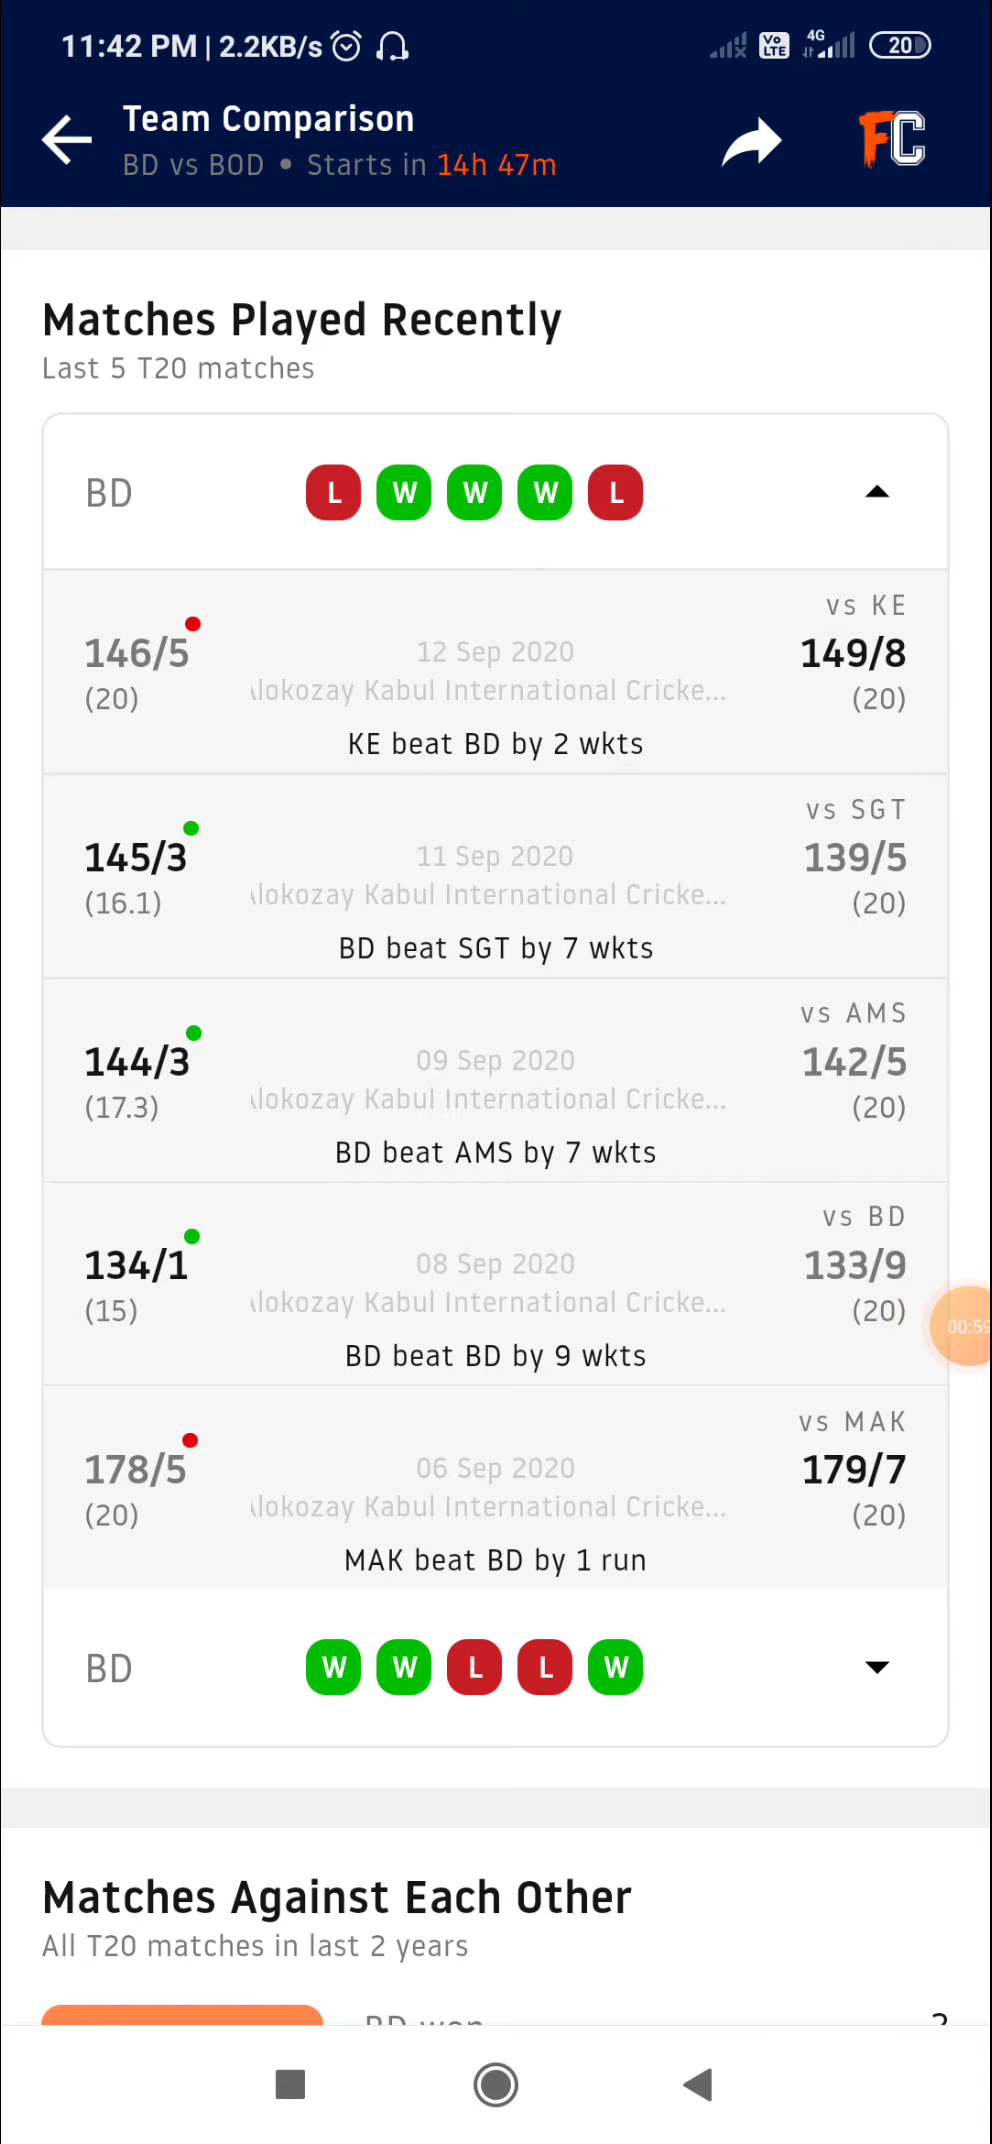 11:42 PM | 2.2KB/s Vo LTE 4G 20
Team Comparison
BD vs BOD • Starts in 14h 47m
FC
Matches Played Recently
Last 5 T20 matches
BD L W W W L
vs KE
146/5 12 Sep 2020 149/8
(20) lokozay Kabul International Cricke... (20)
KE beat BD by 2 wkts
vs SGT
145/3 11 Sep 2020 139/5
(16.1) lokozay Kabul International Cricke... (20)
BD beat SGT by 7 wkts
vs AMS
144/3 09 Sep 2020 142/5
(17.3) lokozay Kabul International Cricke... (20)
BD beat AMS by 7 wkts
vs BD
134/1 08 Sep 2020 133/9
(15) lokozay Kabul International Cricke... (20)
00:59
BD beat BD by 9 wkts
vs MAK
178/5 06 Sep 2020 179/7
(20) lokozay Kabul International Cricke... (20)
MAK beat BD by 1 run
BD W W L L W
Matches Against Each Other
All T20 matches in last 2 years
BD won